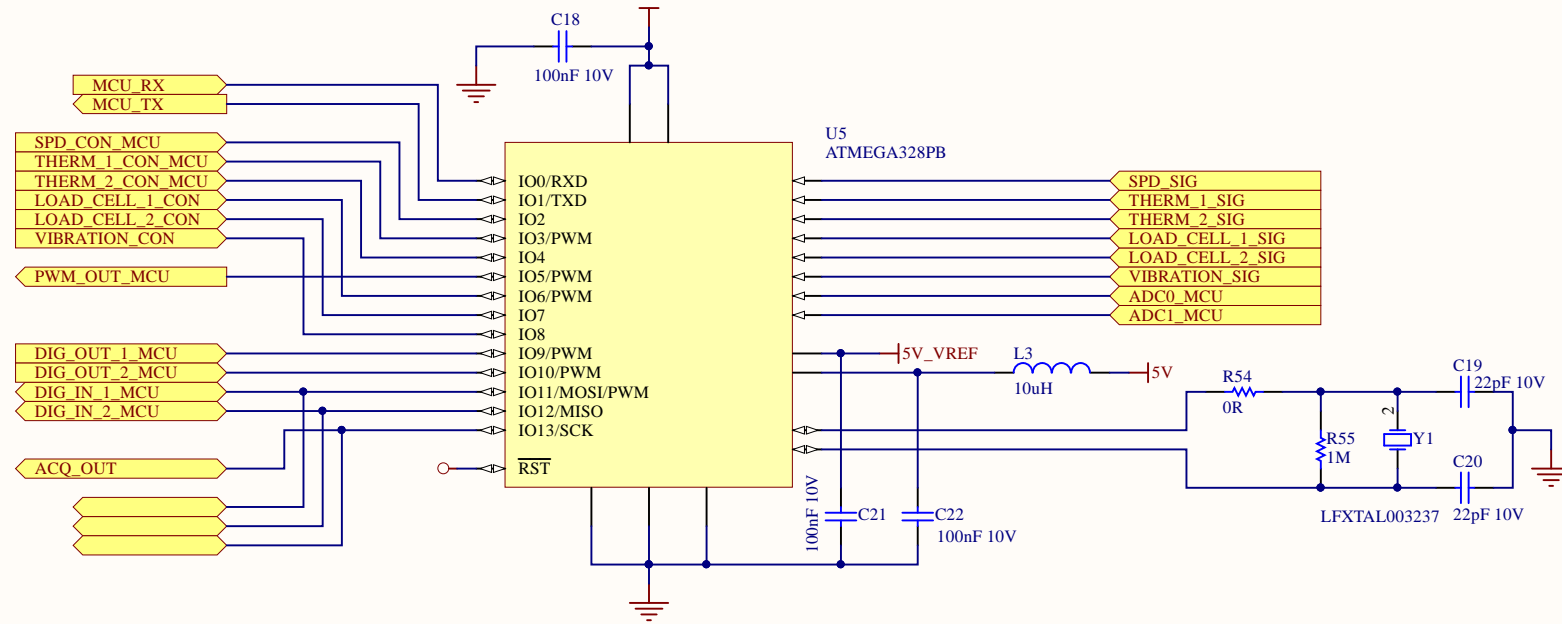 C18
100nF 10V
MCU_RX
MCU_TX
SPD_CON_MCU
THERM_1_CON_MCU
THERM_2_CON_MCU
LOAD_CELL_1_CON
LOAD_CELL_2_CON
VIBRATION_CON
PWM_OUT_MCU
DIG_OUT_1_MCU
DIG_OUT_2_MCU
DIG_IN_1_MCU
DIG_IN_2_MCU
ACQ_OUT
U5
ATMEGA328PB
IO0/RXD
IO1/TXD
IO2
IO3/PWM
IO4
IO5/PWM
IO6/PWM
IO7
IO8
IO9/PWM
IO10/PWM
IO11/MOSI/PWM
IO12/MISO
IO13/SCK
RST
SPD_SIG
THERM_1_SIG
THERM_2_SIG
LOAD_CELL_1_SIG
LOAD_CELL_2_SIG
VIBRATION_SIG
ADC0_MCU
ADC1_MCU
5V_VREF
L3
10uH
5V
C21
100nF 10V
C22
100nF 10V
R54
0R
R55
1M
2
Y1
LFXTAL003237
C19
22pF 10V
C20
22pF 10V